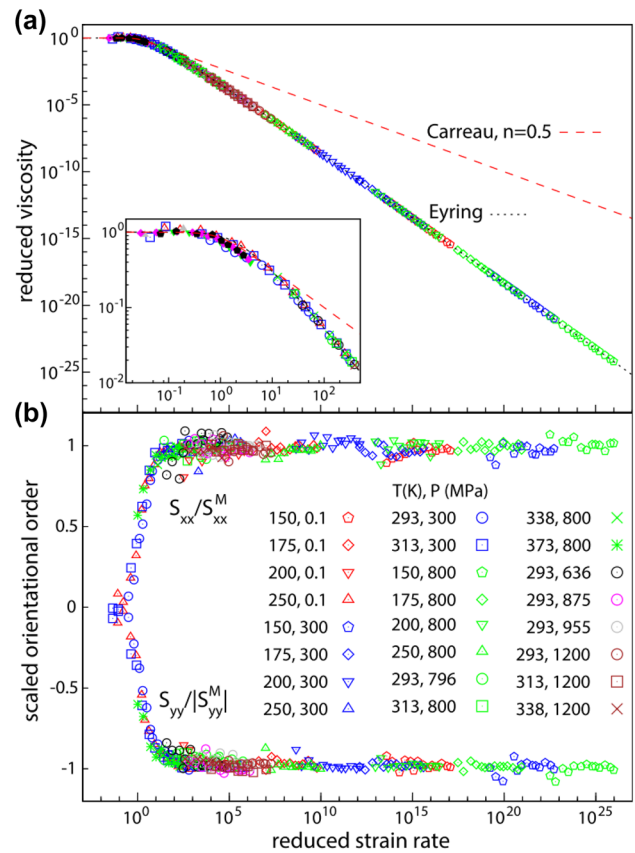 (a)
10^0
10^-5
10^-10
10^-15
10^-20
10^-25
reduced viscosity
Carreau, n=0.5
Eyring
10^0
10^-1
10^-2
10^-1 10^0 10^1 10^2
(b)
1
0.5
0
-0.5
-1
scaled orientational order
S_xx/S^M_xx
S_yy/|S^M_yy|
T(K), P (MPa)
150, 0.1 293, 300 338, 800
175, 0.1 313, 300 373, 800
200, 0.1 150, 800 293, 636
250, 0.1 175, 800 293, 875
150, 300 200, 800 293, 955
175, 300 250, 800 293, 1200
200, 300 293, 796 313, 1200
250, 300 313, 800 338, 1200
10^0 10^5 10^10 10^15 10^20 10^25
reduced strain rate